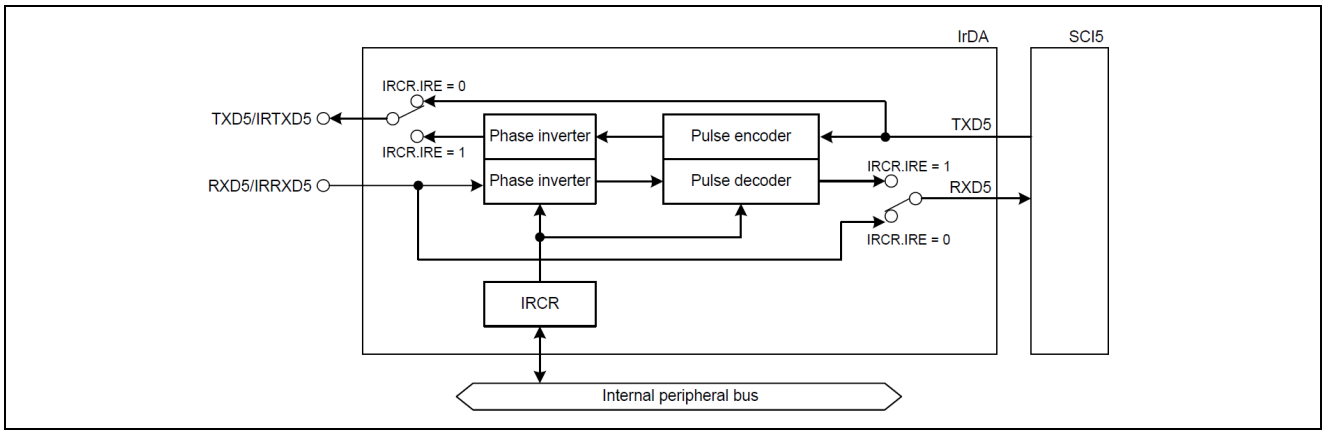 IrDA
SCI5
IRCR.IRE = 0
TXD5/IRTXD5
TXD5
Phase inverter
Pulse encoder
IRCR.IRE = 1
IRCR.IRE = 1
RXD5/IRRXD5
Phase inverter
Pulse decoder
RXD5
IRCR.IRE = 0
IRCR
Internal peripheral bus